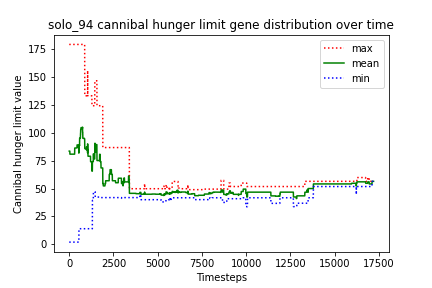 solo_94 cannibal hunger limit gene distribution over time
max
mean
min
Cannibal hunger limit value
175
150
125
100
75
50
25
0
0
2500
5000
7500
10000
12500
15000
17500
Timesteps